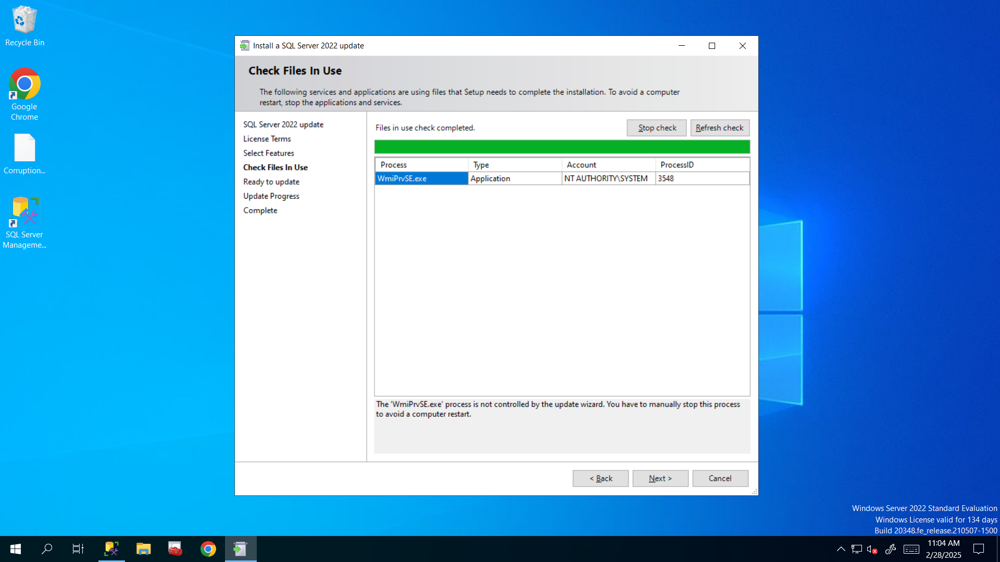 Recycle Bin
Google
Chrome
Corruption...
SQL Server
Manageme...
Install a SQL Server 2022 update
Check Files In Use
The following services and applications are using files that Setup needs to complete the installation. To avoid a computer
restart, stop the applications and services.
SQL Server 2022 update
License Terms
Select Features
Check Files In Use
Ready to update
Update Progress
Complete
Files in use check completed.
Stop check
Refresh check
Process Type Account ProcessID
WmiPrvSE.exe Application NT AUTHORITY\SYSTEM 3548
The 'WmiPrvSE.exe' process is not controlled by the update wizard. You have to manually stop this process
to avoid a computer restart.
< Back
Next >
Cancel
Windows Server 2022 Standard Evaluation
Windows License valid for 134 days
Build 20348.fe_release.210507-1500
11:04 AM
2/28/2025